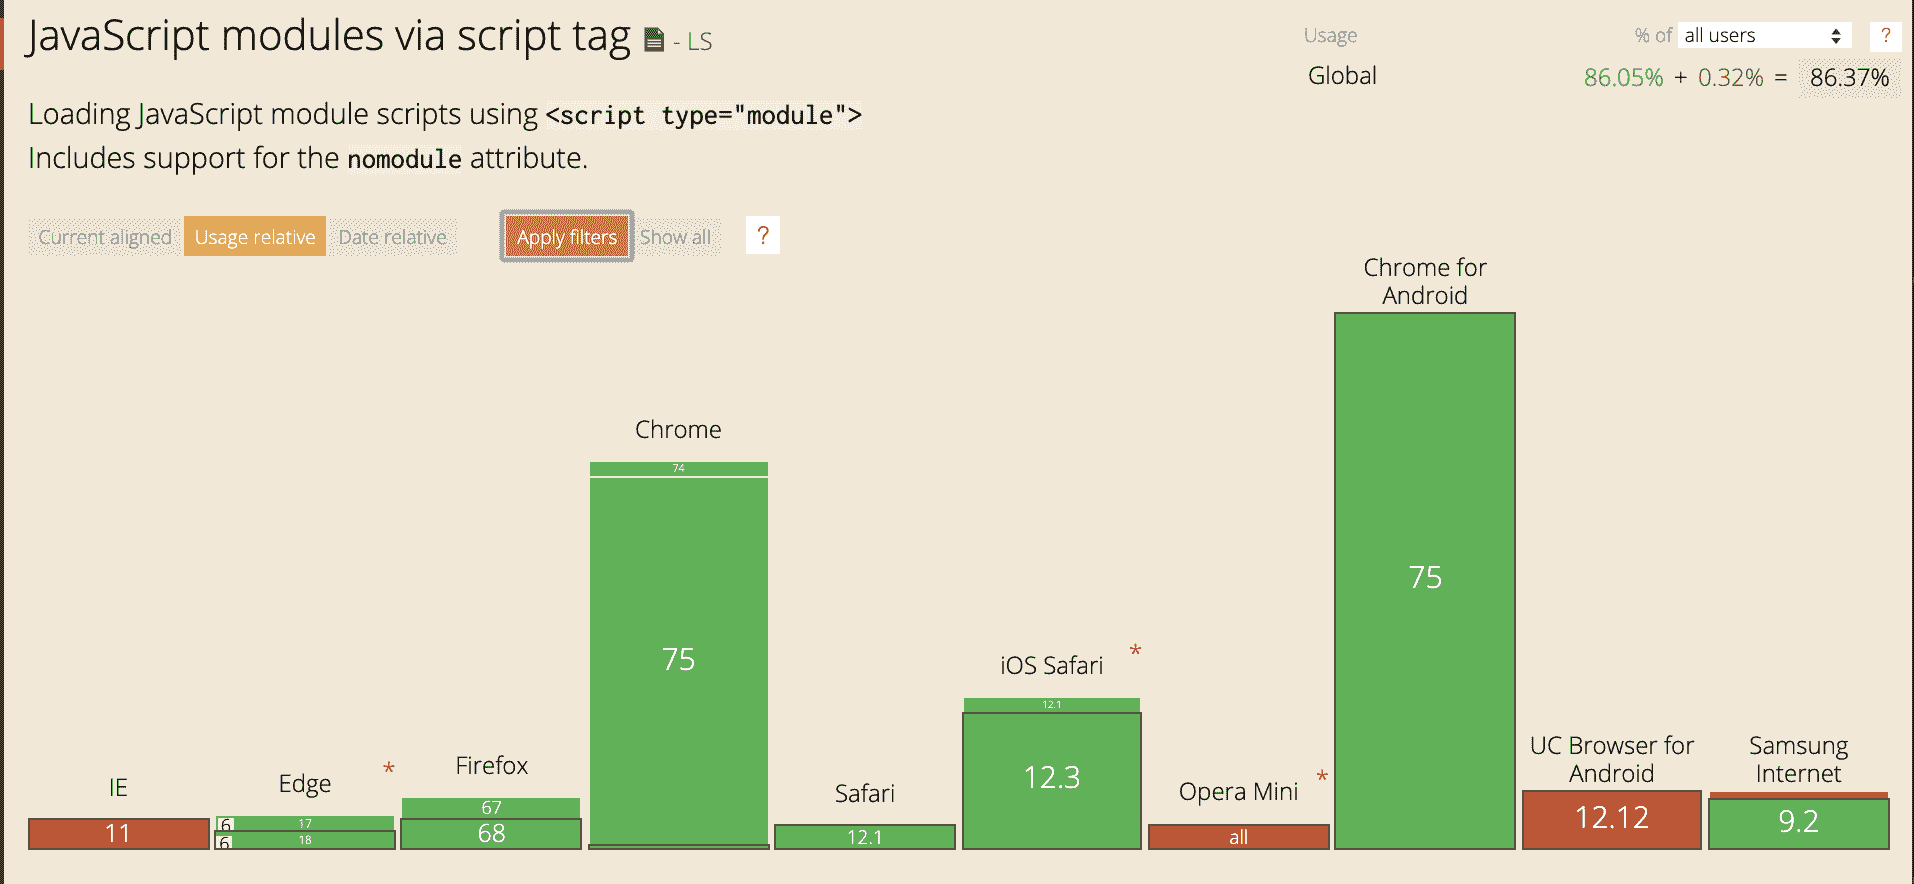 JavaScript modules via script tag - LS
Usage % of all users ?
Global 86.05% + 0.32% = 86.37%
Loading JavaScript module scripts using <script type="module">
Includes support for the nomodule attribute.
Current aligned Usage relative Date relative Apply filters Show all ?
IE
11
Edge *
6 17
6 18
Firefox
67
68
Chrome
74
75
Safari
12.1
iOS Safari *
12.1
12.3
Opera Mini *
all
Chrome for
Android
75
UC Browser for
Android
12.12
Samsung
Internet
9.2